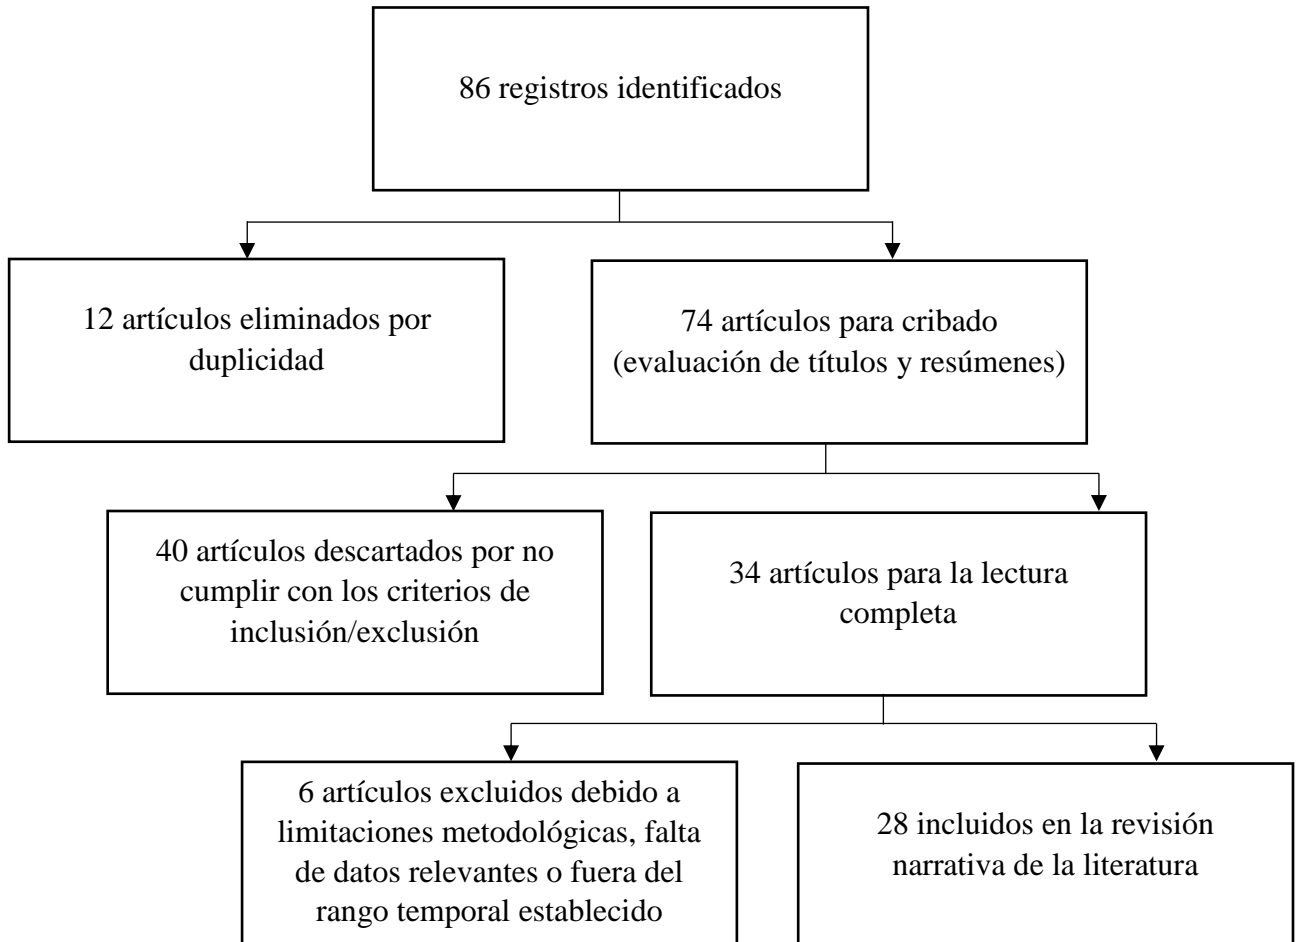 86 registros identificados
12 artículos eliminados por
duplicidad
74 artículos para cribado
(evaluación de títulos y resúmenes)
40 artículos descartados por no
cumplir con los criterios de
inclusión/exclusión
34 artículos para la lectura
completa
6 artículos excluidos debido a
limitaciones metodológicas, falta
de datos relevantes o fuera del
rango temporal establecido
28 incluidos en la revisión
narrativa de la literatura